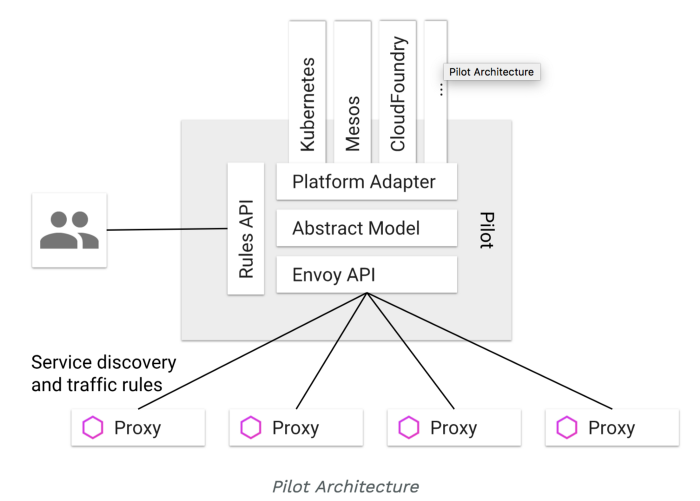 Kubernetes
Mesos
CloudFoundry
...
Pilot Architecture
Platform Adapter
Rules API
Abstract Model
Pilot
Envoy API
Service discovery
and traffic rules
Proxy
Proxy
Proxy
Proxy
Pilot Architecture